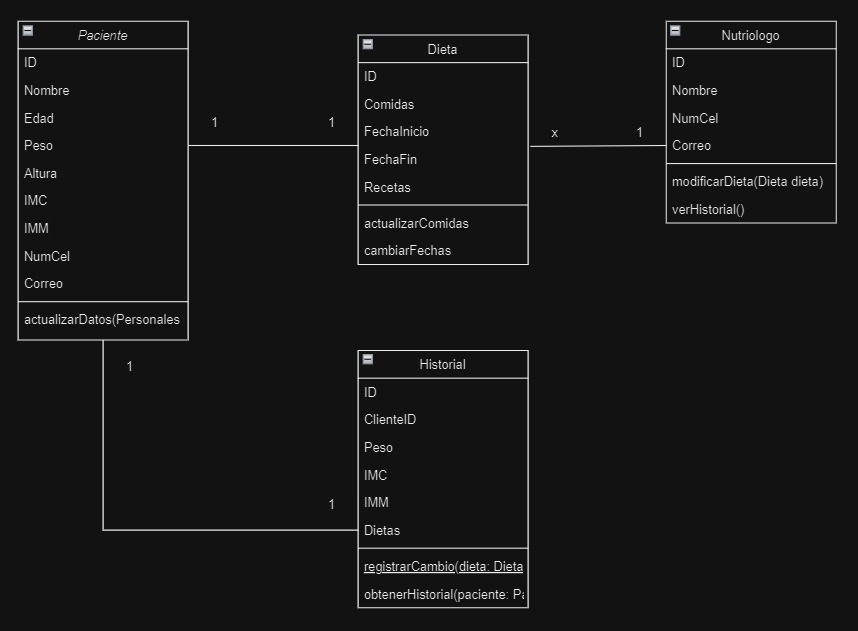 Paciente
ID
Nombre
Edad
Peso
Altura
IMC
IMM
NumCel
Correo
actualizarDatos(Personales
1
1
Dieta
ID
Comidas
FechaInicio
FechaFin
Recetas
actualizarComidas
cambiarFechas
x
1
Nutriologo
ID
Nombre
NumCel
Correo
modificarDieta(Dieta dieta)
verHistorial()
1
1
Historial
ID
ClienteID
Peso
IMC
IMM
Dietas
registrarCambio(dieta: Dieta
obtenerHistorial(paciente: